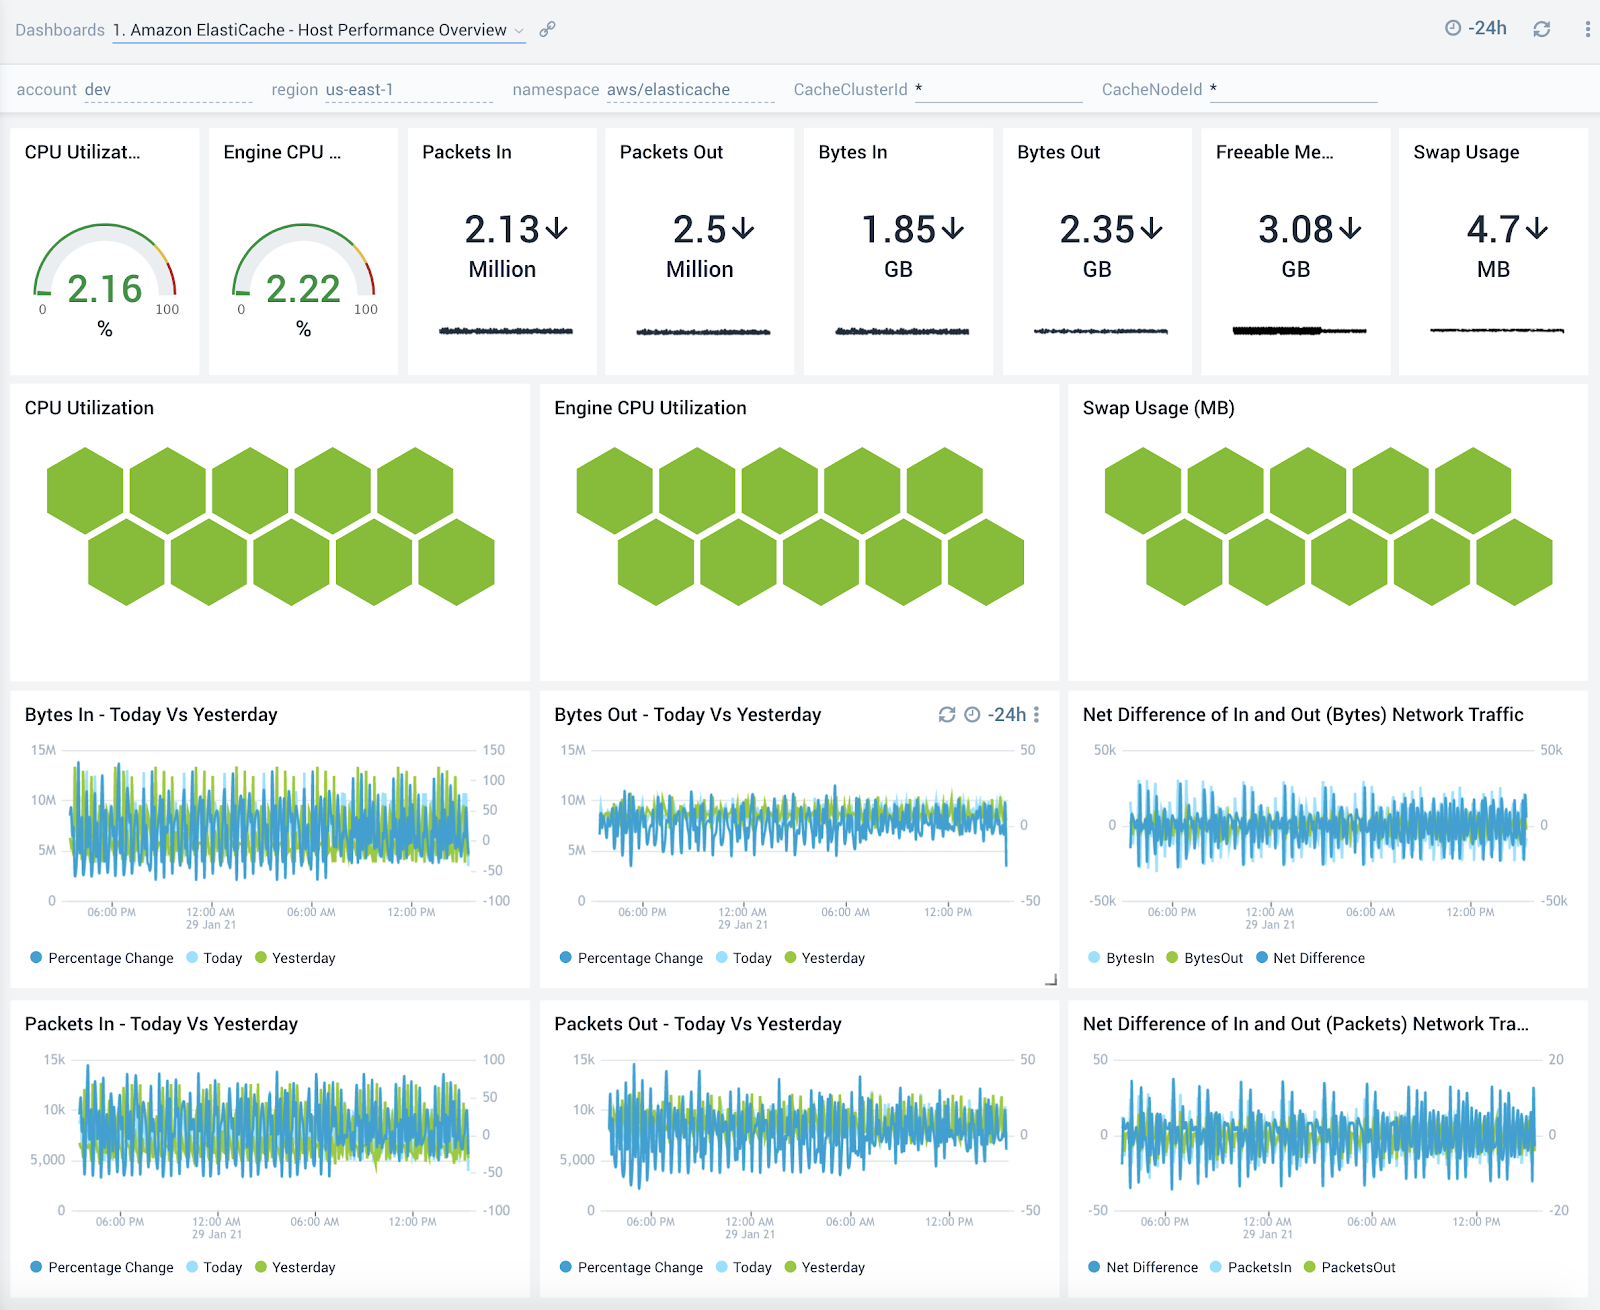 Dashboards 1. Amazon ElastiCache - Host Performance Overview -24h
account dev region us-east-1 namespace aws/elasticache CacheClusterId * CacheNodeId *
CPU Utilizat... Engine CPU ... Packets In Packets Out Bytes In Bytes Out Freeable Me... Swap Usage
2.13 2.5 1.85 2.35 3.08 4.7
Million Million GB GB GB MB
2.16 2.22
0 100 0 100
% %
CPU Utilization Engine CPU Utilization Swap Usage (MB)
Bytes In - Today Vs Yesterday
15M 150
100
10M 50
0
5M -50
0 -100
06:00 PM 12:00 AM 06:00 AM 12:00 PM
29 Jan 21
Percentage Change Today Yesterday
Bytes Out - Today Vs Yesterday -24h
15M 50
10M 0
5M
0 -50
06:00 PM 12:00 AM 06:00 AM 12:00 PM
29 Jan 21
Percentage Change Today Yesterday
Net Difference of In and Out (Bytes) Network Traffic
50k 50k
0 0
-50k -50k
06:00 PM 12:00 AM 06:00 AM 12:00 PM
29 Jan 21
BytesIn BytesOut Net Difference
Packets In - Today Vs Yesterday
15k 100
10k 50
0
5,000 -50
0 -100
06:00 PM 12:00 AM 06:00 AM 12:00 PM
29 Jan 21
Percentage Change Today Yesterday
Packets Out - Today Vs Yesterday
15k 50
10k 0
5,000
0 -50
06:00 PM 12:00 AM 06:00 AM 12:00 PM
29 Jan 21
Percentage Change Today Yesterday
Net Difference of In and Out (Packets) Network Tra...
50 20
0 0
-50 -20
06:00 PM 12:00 AM 06:00 AM 12:00 PM
29 Jan 21
Net Difference PacketsIn PacketsOut